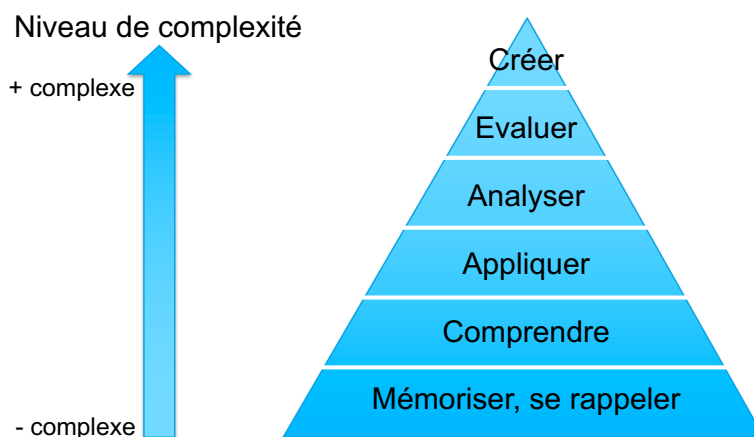 Niveau de complexité
+ complexe
- complexe
Créer
Evaluer
Analyser
Appliquer
Comprendre
Mémoriser, se rappeler